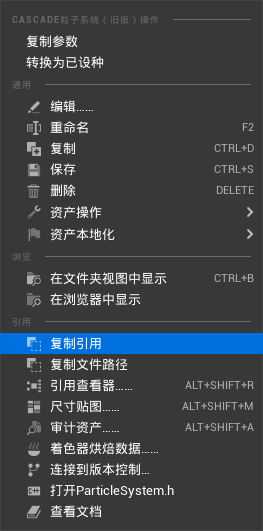 CASCADE粒子系统（旧版）操作
复制参数
转换为已设种
通用
编辑……
重命名 F2
复制 CTRL+D
保存 CTRL+S
删除 DELETE
资产操作
资产本地化
浏览
在文件夹视图中显示 CTRL+B
在浏览器中显示
引用
复制引用
复制文件路径
引用查看器…… ALT+SHIFT+R
尺寸贴图…… ALT+SHIFT+M
审计资产…… ALT+SHIFT+A
着色器烘焙数据……
连接到版本控制…
打开ParticleSystem.h
查看文档